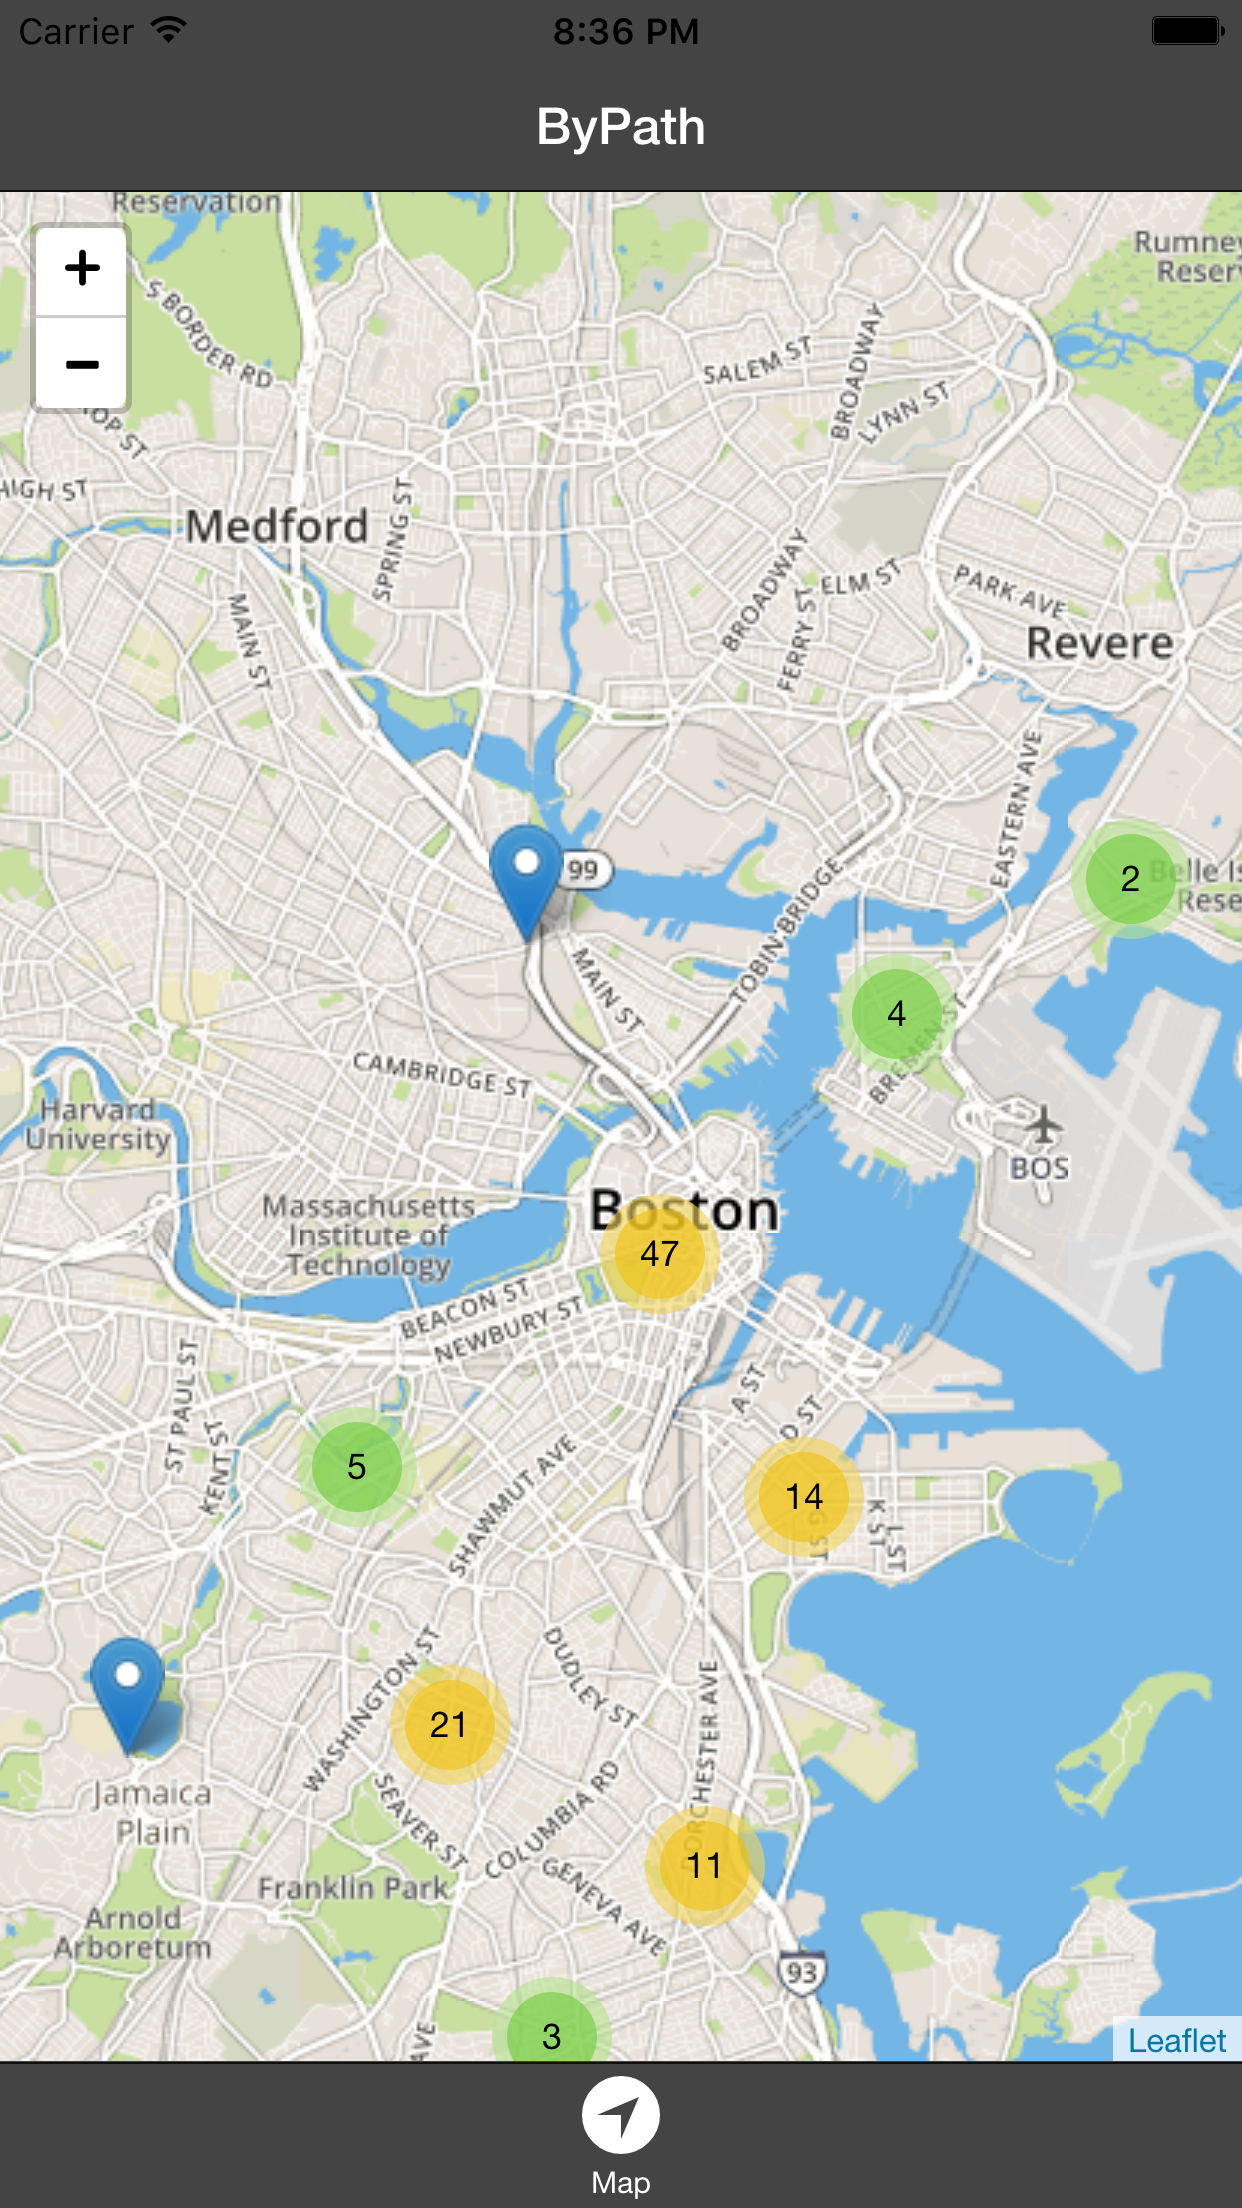 Carrier
8:36 PM
ByPath
Reservation
Rumney
Reserv
+
−
S BORDER RD
SALEM ST
BROADWAY
LYNN ST
TOP ST
HIGH ST
Medford
SPRING ST
BROADWAY
ELM ST
PARK AVE
MAIN ST
FERRY ST
Revere
EASTERN AVE
99
2
Belle Is
Rese
TOBIN BRIDGE
MAIN ST
4
BREMEN ST
CAMBRIDGE ST
Harvard
University
BOS
Massachusetts
Institute of
Technology
Boston
47
BEACON ST
NEWBURY ST
ST PAUL ST
KENT ST
A ST
D ST
5
SHAWMUT AVE
14
G ST
K ST
L ST
WASHINGTON ST
DUDLEY ST
21
DORCHESTER AVE
Jamaica
Plain
SEAVER ST
COLUMBIA RD
11
Franklin Park
GENEVA AVE
Arnold
Arboretum
93
3
AVE
Leaflet
Map